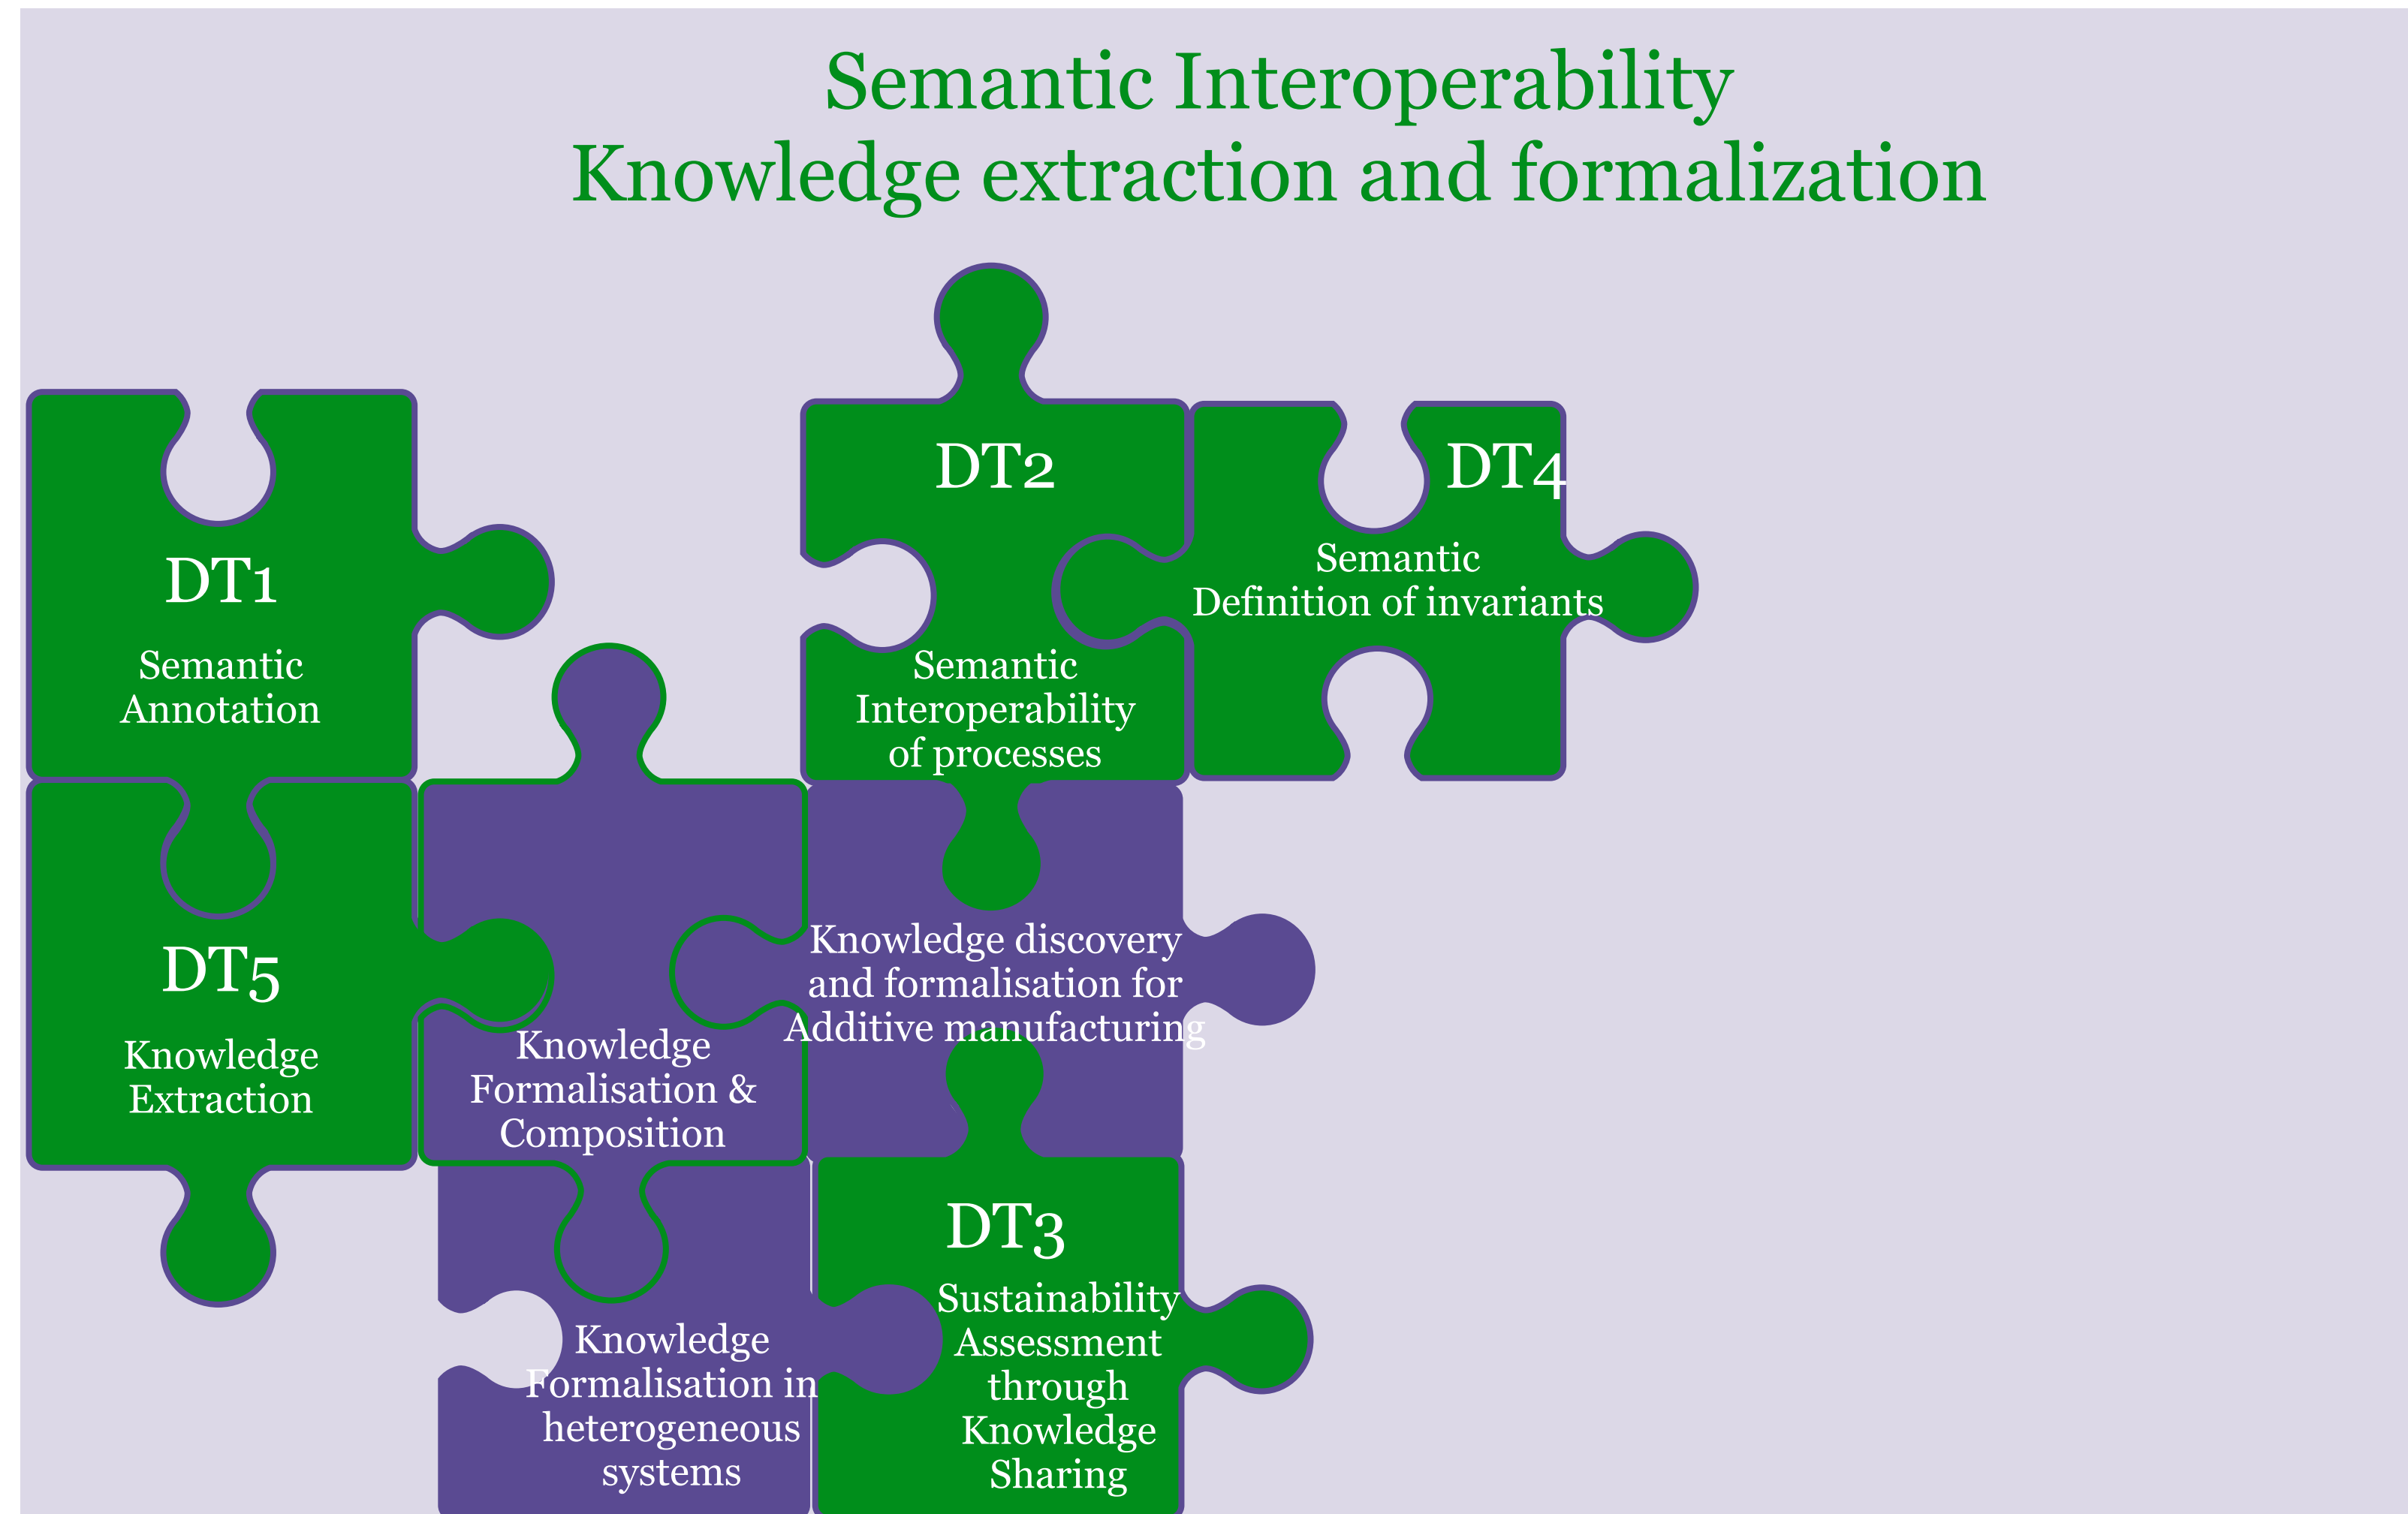 Semantic Interoperability
Knowledge extraction and formalization
DT1
Semantic
Annotation
DT2
Semantic
Interoperability
of processes
DT4
Semantic
Definition of invariants
DT5
Knowledge
Extraction
Knowledge
Formalisation &
Composition
Knowledge discovery
and formalisation for
Additive manufacturing
Knowledge
Formalisation in
heterogeneous
systems
DT3
Sustainability
Assessment
through
Knowledge
Sharing